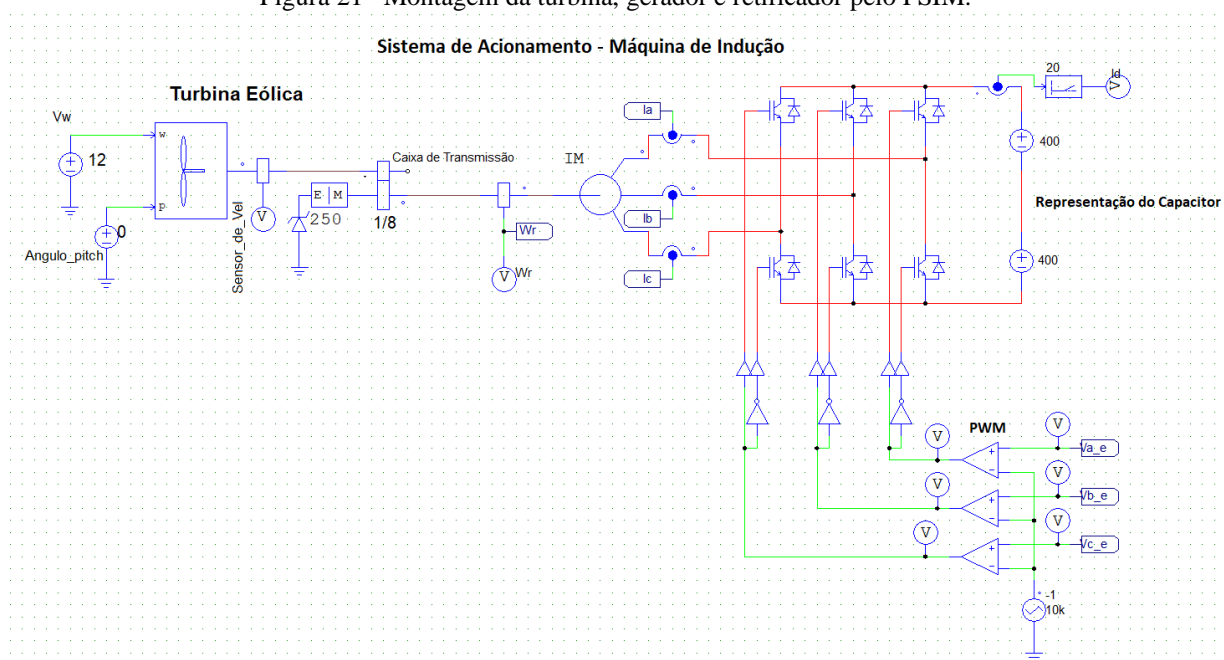 Figura 21 - Montagem da turbina, gerador e retificador pelo PSIM.
Sistema de Acionamento - Máquina de Indução
Turbina Eólica
Vw
12
w
p
0
Angulo_pitch
Sensor_de_Vel
V
E M
250
Caixa de Transmissão
1/8
Wr
V Wr
IM
Ia
Ib
Ic
20
Id
V
400
Representação do Capacitor
400
PWM
V
V
Va_e
V
V
Vb_e
V
V
Vc_e
-1
10k